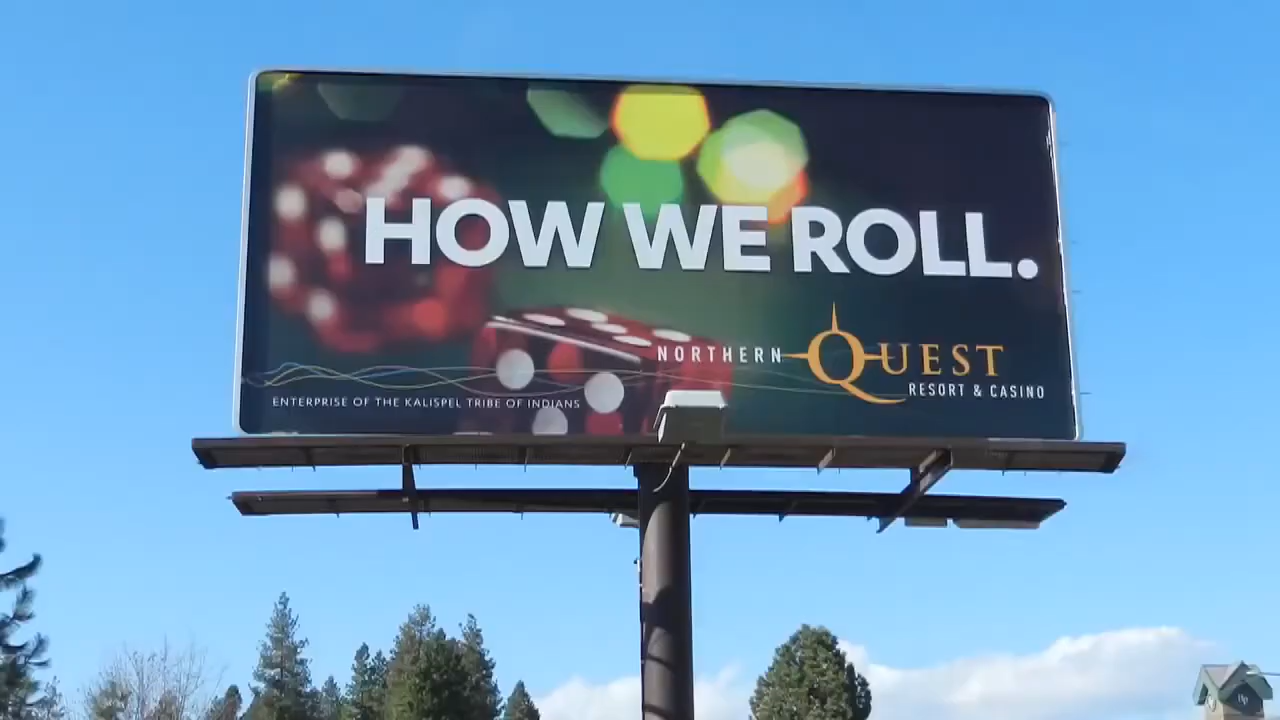 HOW WE ROLL.
NORTHERN QUEST
RESORT & CASINO
ENTERPRISE OF THE KALISPEL TRIBE OF INDIANS